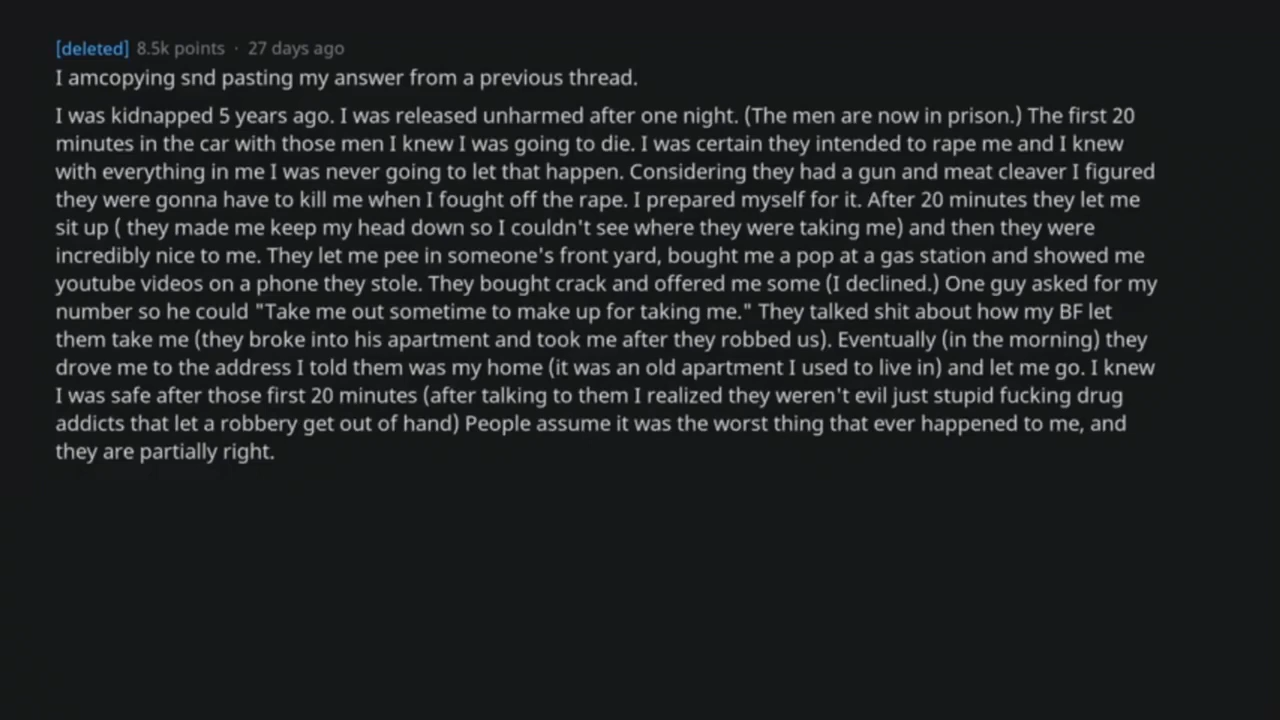 [deleted] 8.5k points · 27 days ago
I amcopying snd pasting my answer from a previous thread.
I was kidnapped 5 years ago. I was released unharmed after one night. (The men are now in prison.) The first 20
minutes in the car with those men I knew I was going to die. I was certain they intended to rape me and I knew
with everything in me I was never going to let that happen. Considering they had a gun and meat cleaver I figured
they were gonna have to kill me when I fought off the rape. I prepared myself for it. After 20 minutes they let me
sit up ( they made me keep my head down so I couldn't see where they were taking me) and then they were
incredibly nice to me. They let me pee in someone's front yard, bought me a pop at a gas station and showed me
youtube videos on a phone they stole. They bought crack and offered me some (I declined.) One guy asked for my
number so he could "Take me out sometime to make up for taking me." They talked shit about how my BF let
them take me (they broke into his apartment and took me after they robbed us). Eventually (in the morning) they
drove me to the address I told them was my home (it was an old apartment I used to live in) and let me go. I knew
I was safe after those first 20 minutes (after talking to them I realized they weren't evil just stupid fucking drug
addicts that let a robbery get out of hand) People assume it was the worst thing that ever happened to me, and
they are partially right.